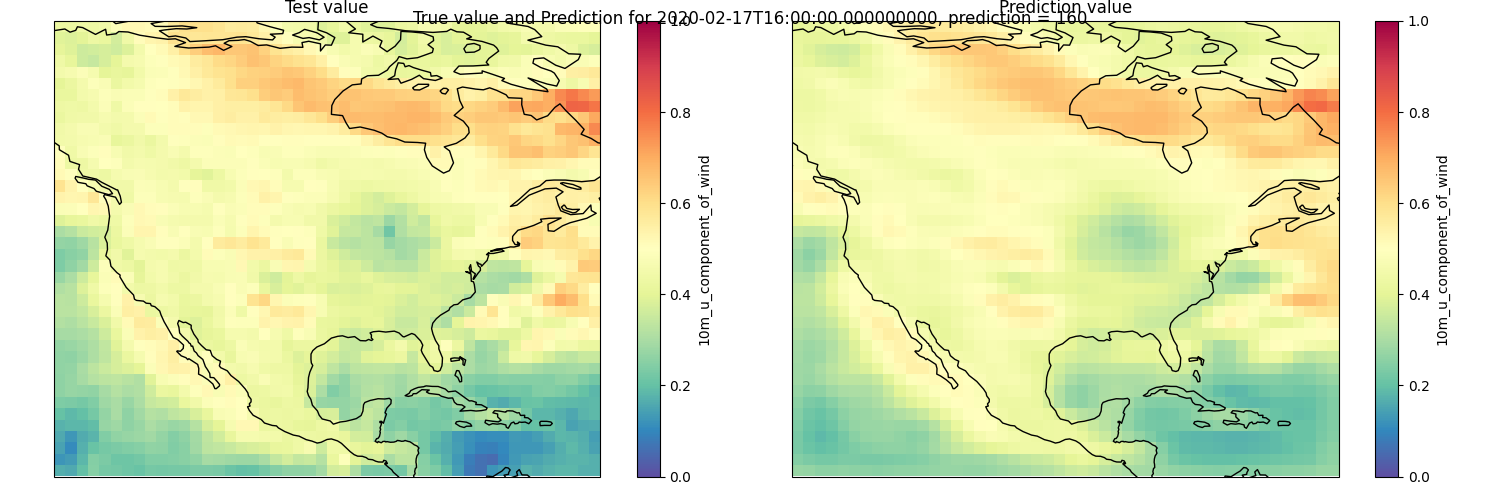 Test value
True value and Prediction for 2020-02-17T16:00:00.000000000, prediction = 160
Prediction value
1.0
0.8
0.6
0.4
0.2
0.0
10m_u_component_of_wind
1.0
0.8
0.6
0.4
0.2
0.0
10m_u_component_of_wind